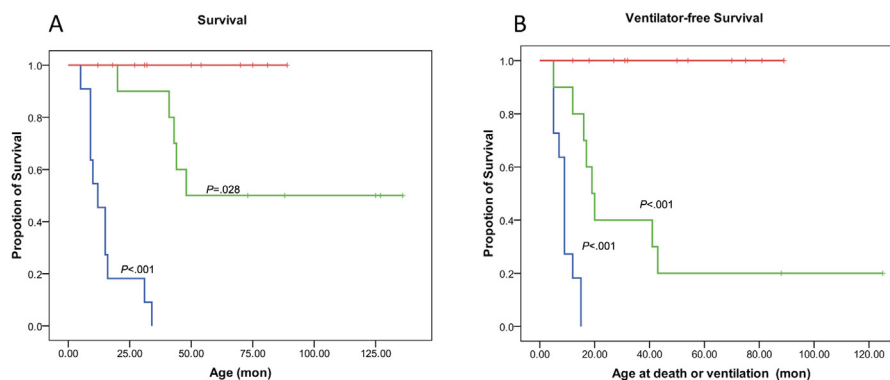 A
Survival
1.0
0.8
0.6
0.4
0.2
0.0
Propotion of Survival
P=.028
P<.001
0.00
25.00
50.00
75.00
100.00
125.00
Age (mon)
B
Ventilator-free Survival
1.0
0.8
0.6
0.4
0.2
0.0
Propotion of Survival
P<.001
P<.001
0.00
20.00
40.00
60.00
80.00
100.00
120.00
Age at death or ventilation (mon)